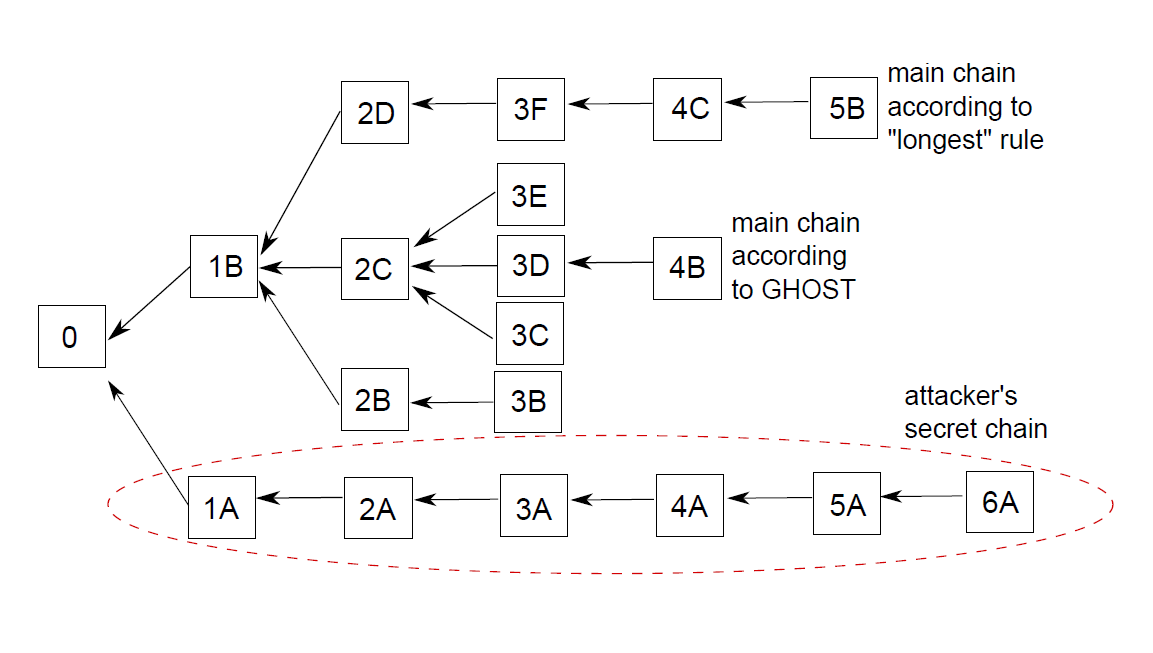 main chain
according to
"longest" rule
2D
3F
4C
5B
3E
main chain
according
to GHOST
1B
2C
3D
4B
0
3C
2B
3B
attacker's
secret chain
1A
2A
3A
4A
5A
6A